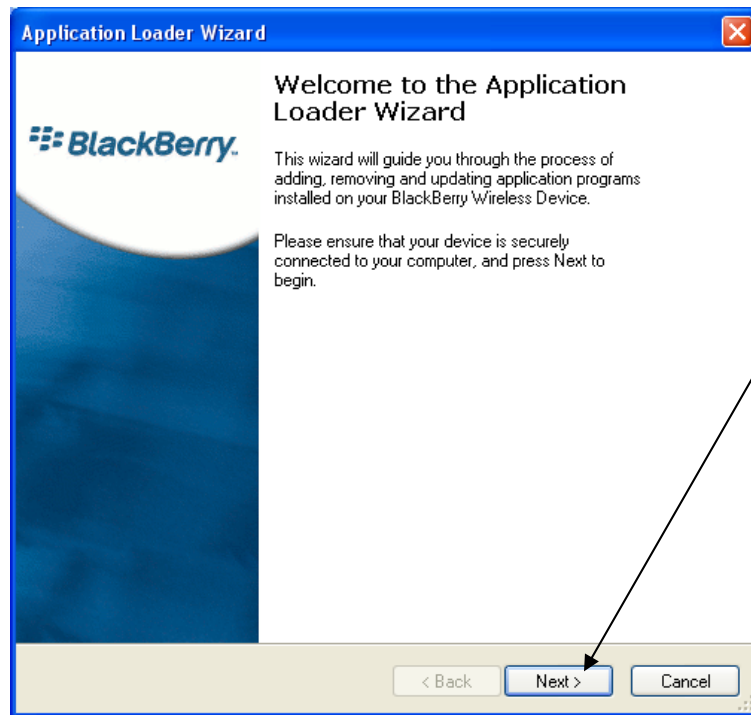 Application Loader Wizard
BlackBerry.
Welcome to the Application
Loader Wizard
This wizard will guide you through the process of
adding, removing and updating application programs
installed on your BlackBerry Wireless Device.
Please ensure that your device is securely
connected to your computer, and press Next to
begin.
< Back
Next >
Cancel